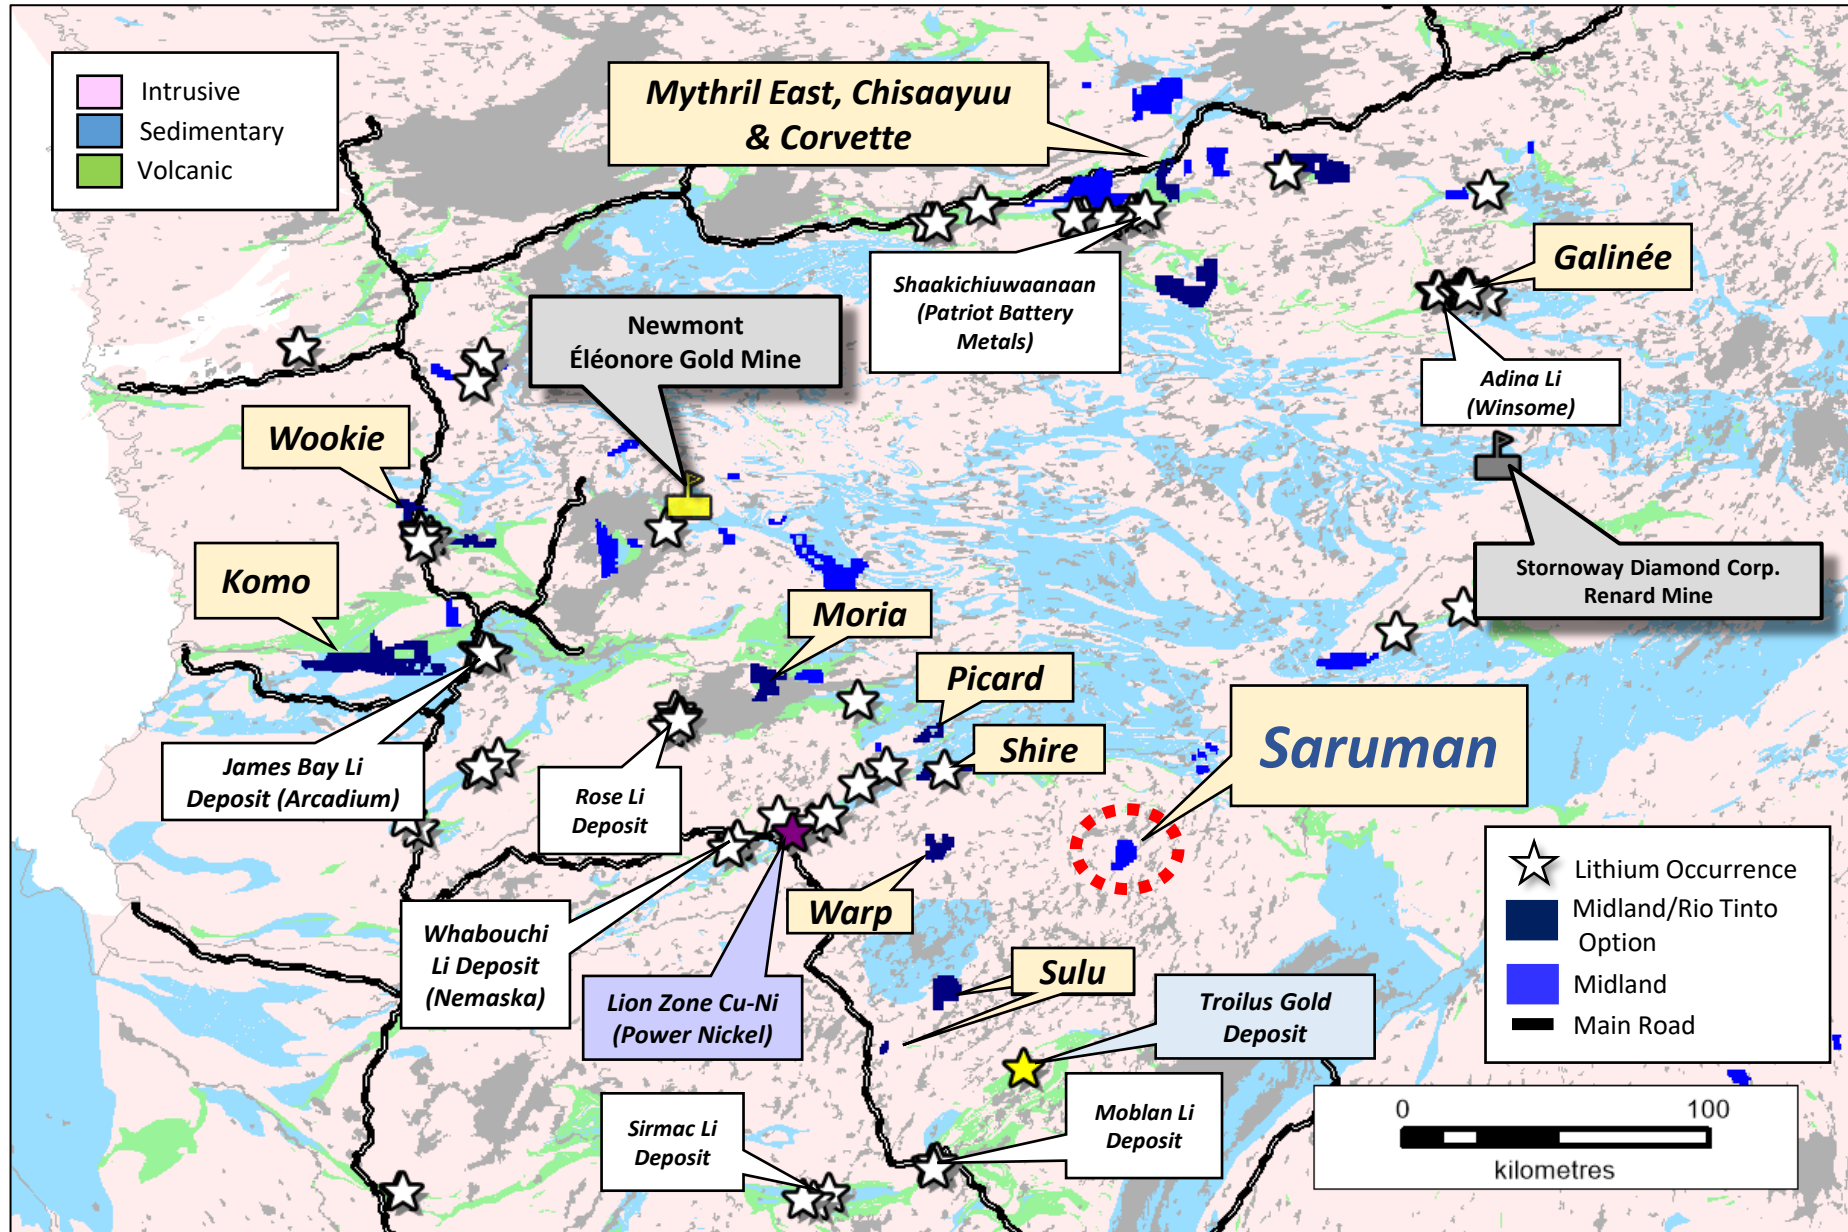 Intrusive
Sedimentary
Volcanic
Mythril East, Chisaayuu
& Corvette
Galinée
Shaakichiuwaanaan
(Patriot Battery
Metals)
Newmont
Éléonore Gold Mine
Adina Li
(Winsome)
Wookie
Komo
Stornoway Diamond Corp.
Renard Mine
Moria
Picard
Saruman
Shire
James Bay Li
Deposit (Arcadium)
Rose Li
Deposit
Warp
Whabouchi
Li Deposit
(Nemaska)
Lion Zone Cu-Ni
(Power Nickel)
Sulu
Troilus Gold
Deposit
Lithium Occurrence
Midland/Rio Tinto
Option
Midland
Main Road
Sirmac Li
Deposit
Moblan Li
Deposit
0 100
kilometres